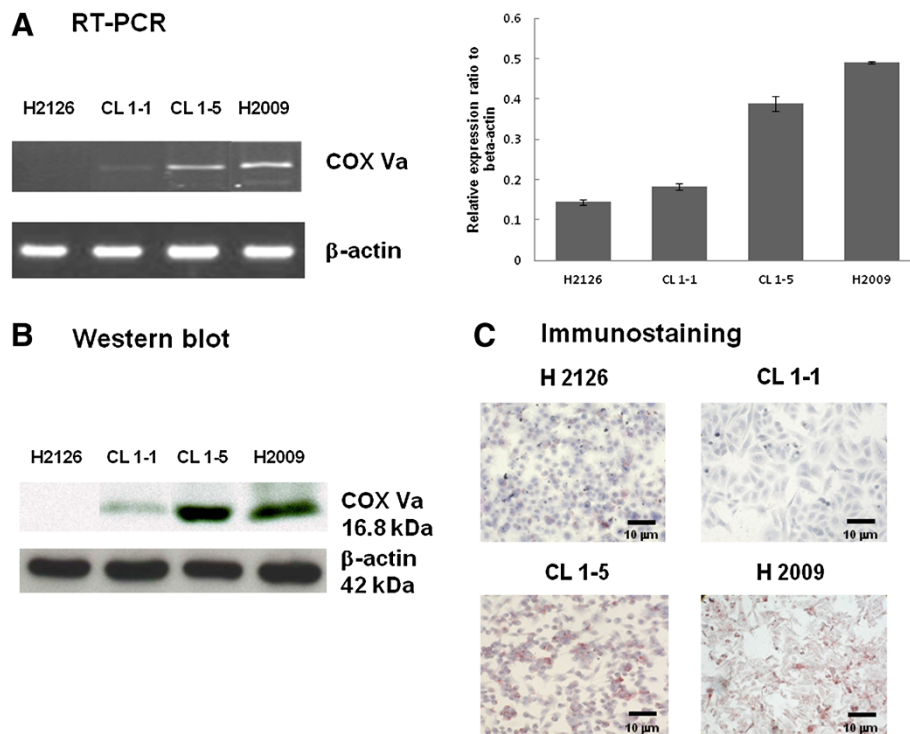 A RT-PCR
H2126 CL 1-1 CL 1-5 H2009
COX Va
β-actin
Relative expression ratio to
beta-actin
0.6
0.5
0.4
0.3
0.2
0.1
0
H2126 CL 1-1 CL 1-5 H2009
B Western blot
H2126 CL 1-1 CL 1-5 H2009
COX Va
16.8 kDa
β-actin
42 kDa
C Immunostaining
H 2126 CL 1-1
10 µm 10 µm
CL 1-5 H 2009
10 µm 10 µm